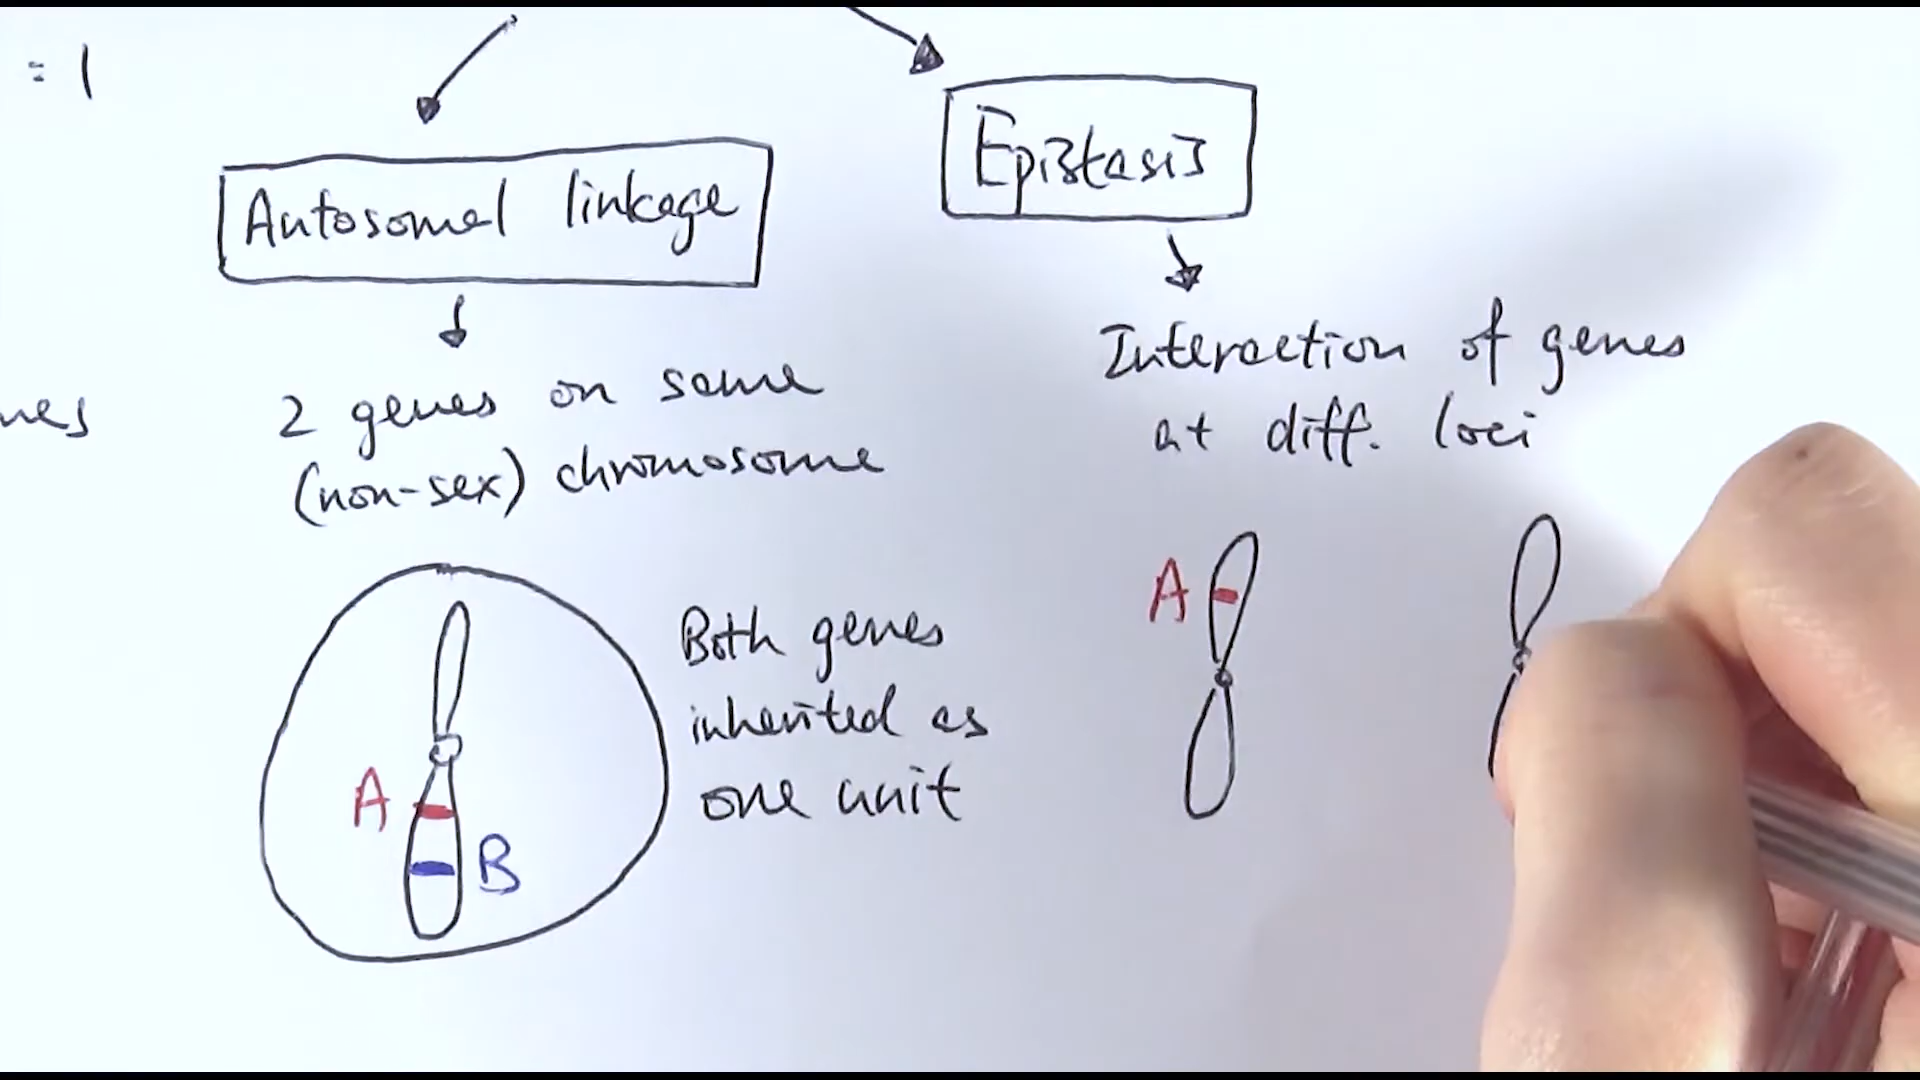 : 1
Autosomal linkage
Epistasis
2 genes on same
(non-sex) chromosome
Interaction of genes
at diff. loci
Both genes
inherited as
one unit
A
B
A